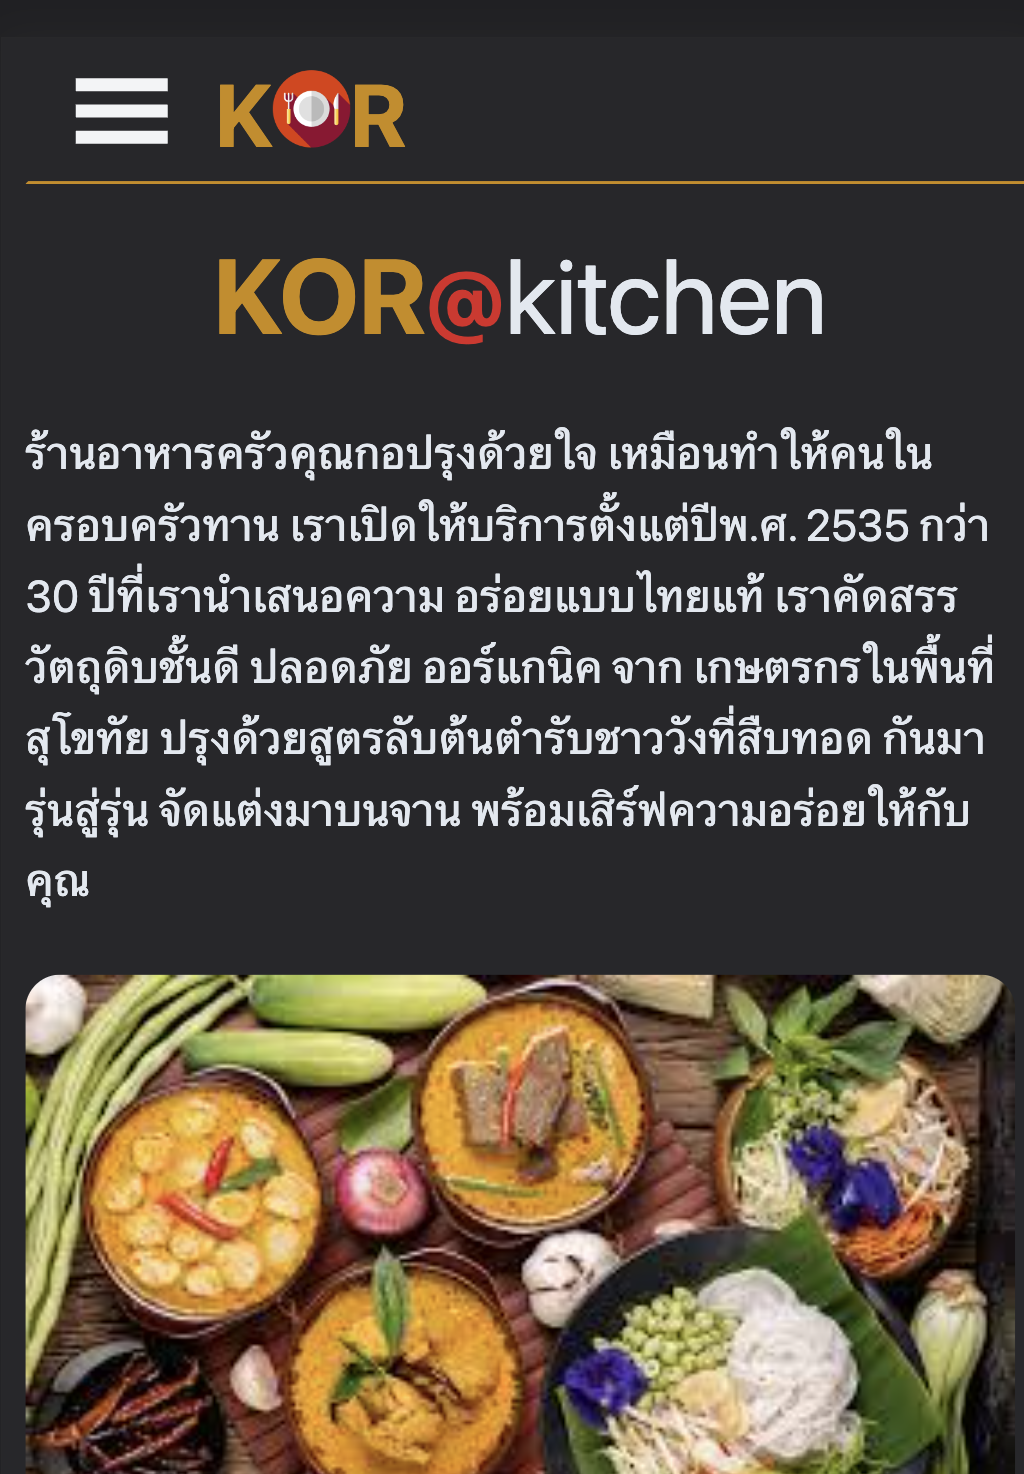 KOR
KOR@kitchen
ร้านอาหารครัวคุณกอปรุงด้วยใจ เหมือนทำให้คนใน
ครอบครัวทาน เราเปิดให้บริการตั้งแต่ปีพ.ศ. 2535 กว่า
30 ปีที่เรานำเสนอความ อร่อยแบบไทยแท้ เราคัดสรร
วัตถุดิบชั้นดี ปลอดภัย ออร์แกนิค จาก เกษตรกรในพื้นที่
สุโขทัย ปรุงด้วยสูตรลับต้นตำรับชาววังที่สืบทอด กันมา
รุ่นสู่รุ่น จัดแต่งมาบนจาน พร้อมเสิร์ฟความอร่อยให้กับ
คุณ